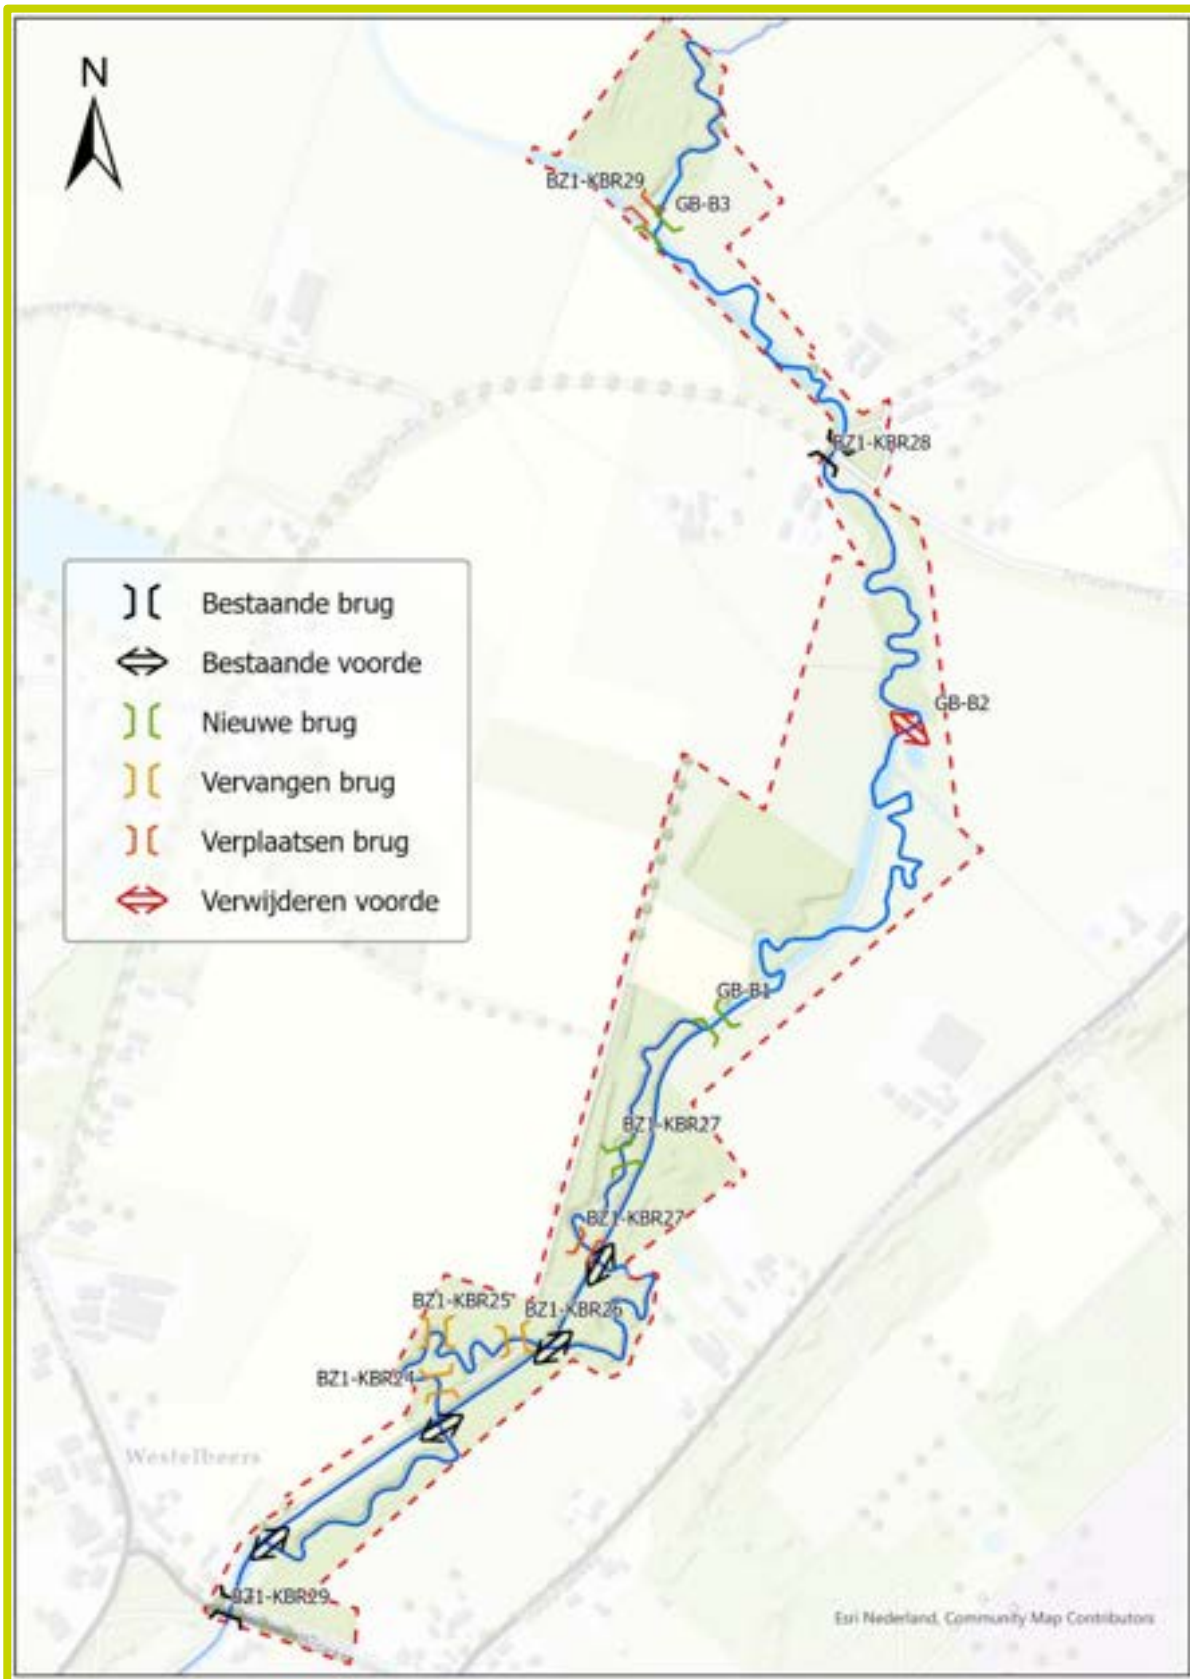 N
BZ1-KBR29
GB-B3
BZ1-KBR28
Bestaande brug
Bestaande voorde
Nieuwe brug
Vervangen brug
Verplaatsen brug
Verwijderen voorde
GB-B2
GB-B1
BZ1-KBR27
BZ1-KBR27
BZ1-KBR25
BZ1-KBR26
BZ1-KBR24
Westelbeers
BZ1-KBR29
Esri Nederland, Community Map Contributors